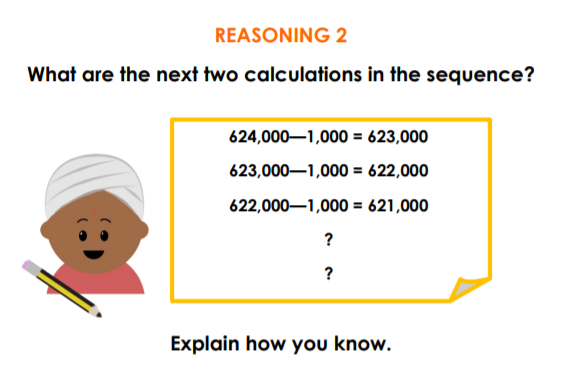 REASONING 2
What are the next two calculations in the sequence?
624,000—1,000 = 623,000
623,000—1,000 = 622,000
622,000—1,000 = 621,000
?
?
Explain how you know.